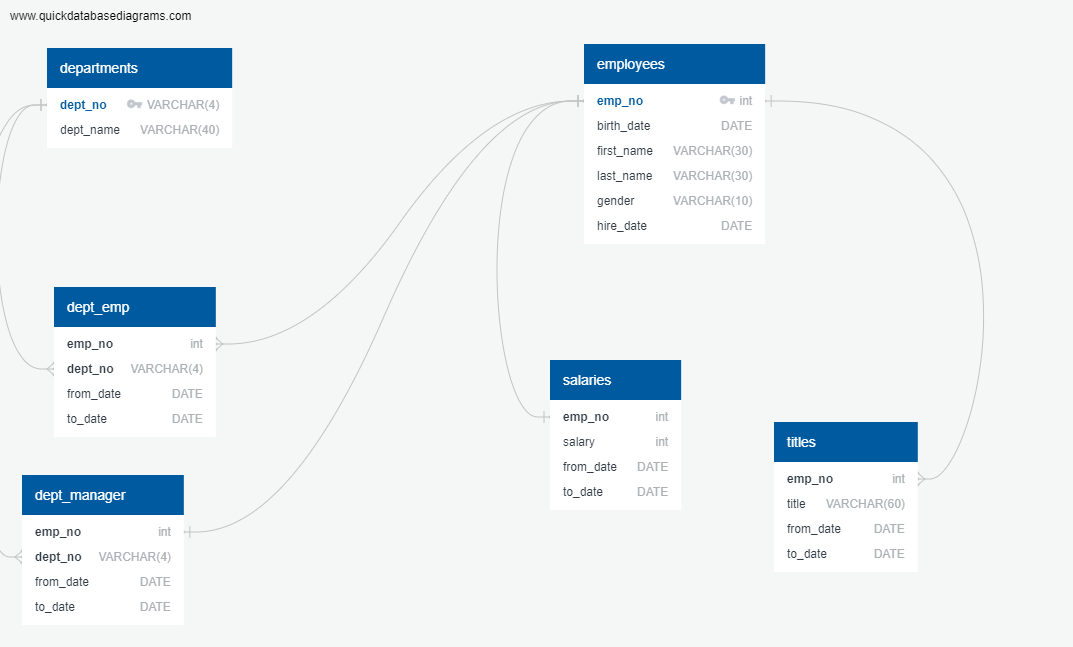 www.quickdatabasediagrams.com
departments
dept_no VARCHAR(4)
dept_name VARCHAR(40)
employees
emp_no int
birth_date DATE
first_name VARCHAR(30)
last_name VARCHAR(30)
gender VARCHAR(10)
hire_date DATE
dept_emp
emp_no int
dept_no VARCHAR(4)
from_date DATE
to_date DATE
salaries
emp_no int
salary int
from_date DATE
to_date DATE
titles
emp_no int
title VARCHAR(60)
from_date DATE
to_date DATE
dept_manager
emp_no int
dept_no VARCHAR(4)
from_date DATE
to_date DATE